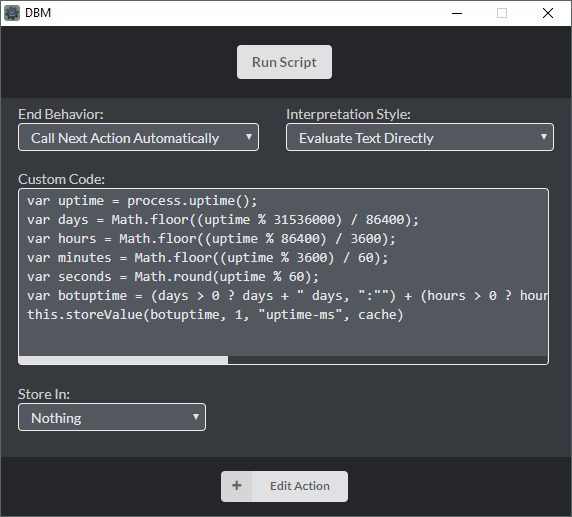 DBM
Run Script
End Behavior:
Interpretation Style:
Call Next Action Automatically
Evaluate Text Directly
Custom Code:
var uptime = process.uptime();
var days = Math.floor((uptime % 31536000) / 86400);
var hours = Math.floor((uptime % 86400) / 3600);
var minutes = Math.floor((uptime % 3600) / 60);
var seconds = Math.round(uptime % 60);
var botuptime = (days > 0 ? days + " days, ":"") + (hours > 0 ? hour
this.storeValue(botuptime, 1, "uptime-ms", cache)
Store In:
Nothing
+ Edit Action